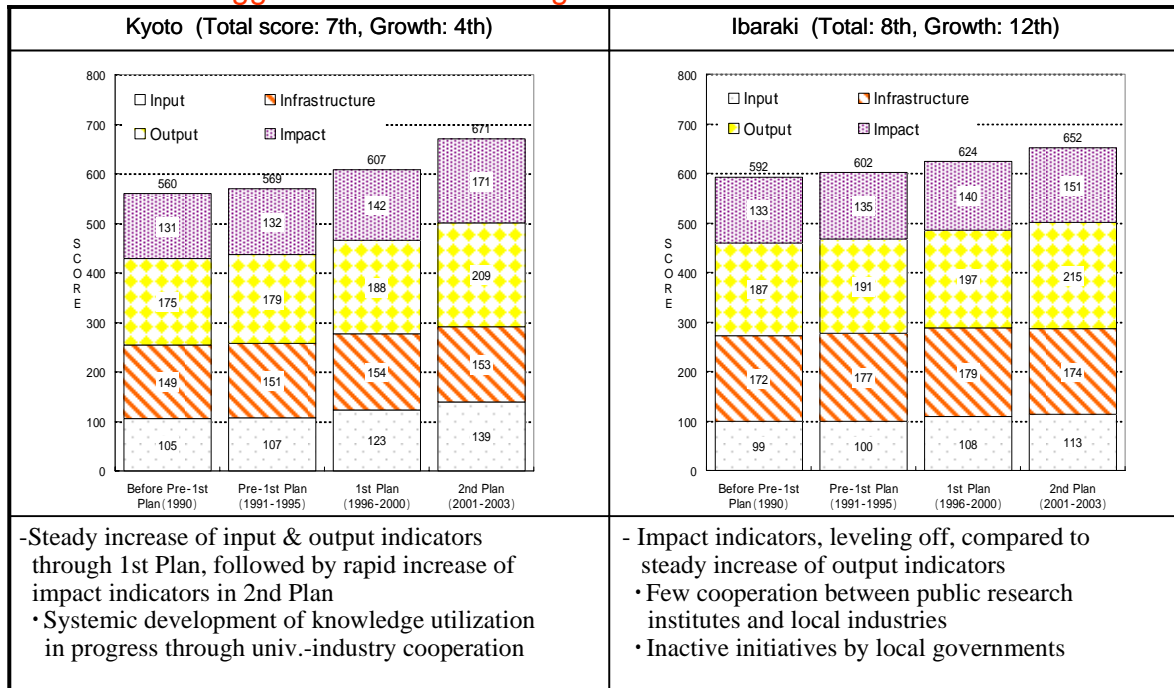 Kyoto (Total score: 7th, Growth: 4th)
Ibaraki (Total: 8th, Growth: 12th)
800
700
600
500
400
300
200
100
0
SCORE
Input
Infrastructure
Output
Impact
560
569
607
671
131
132
142
171
175
179
188
209
149
151
154
153
105
107
123
139
Before Pre-1st Pre-1st Plan 1st Plan 2nd Plan
Plan(1990) (1991-1995) (1996-2000) (2001-2003)
800
700
600
500
400
300
200
100
0
SCORE
Input
Infrastructure
Output
Impact
592
602
624
652
133
135
140
151
187
191
197
215
172
177
179
174
99
100
108
113
Before Pre-1st Pre-1st Plan 1st Plan 2nd Plan
Plan(1990) (1991-1995) (1996-2000) (2001-2003)
-Steady increase of input & output indicators
through 1st Plan, followed by rapid increase of
impact indicators in 2nd Plan
・Systemic development of knowledge utilization
in progress through univ.-industry cooperation
- Impact indicators, leveling off, compared to
steady increase of output indicators
・Few cooperation between public research
institutes and local industries
・Inactive initiatives by local governments